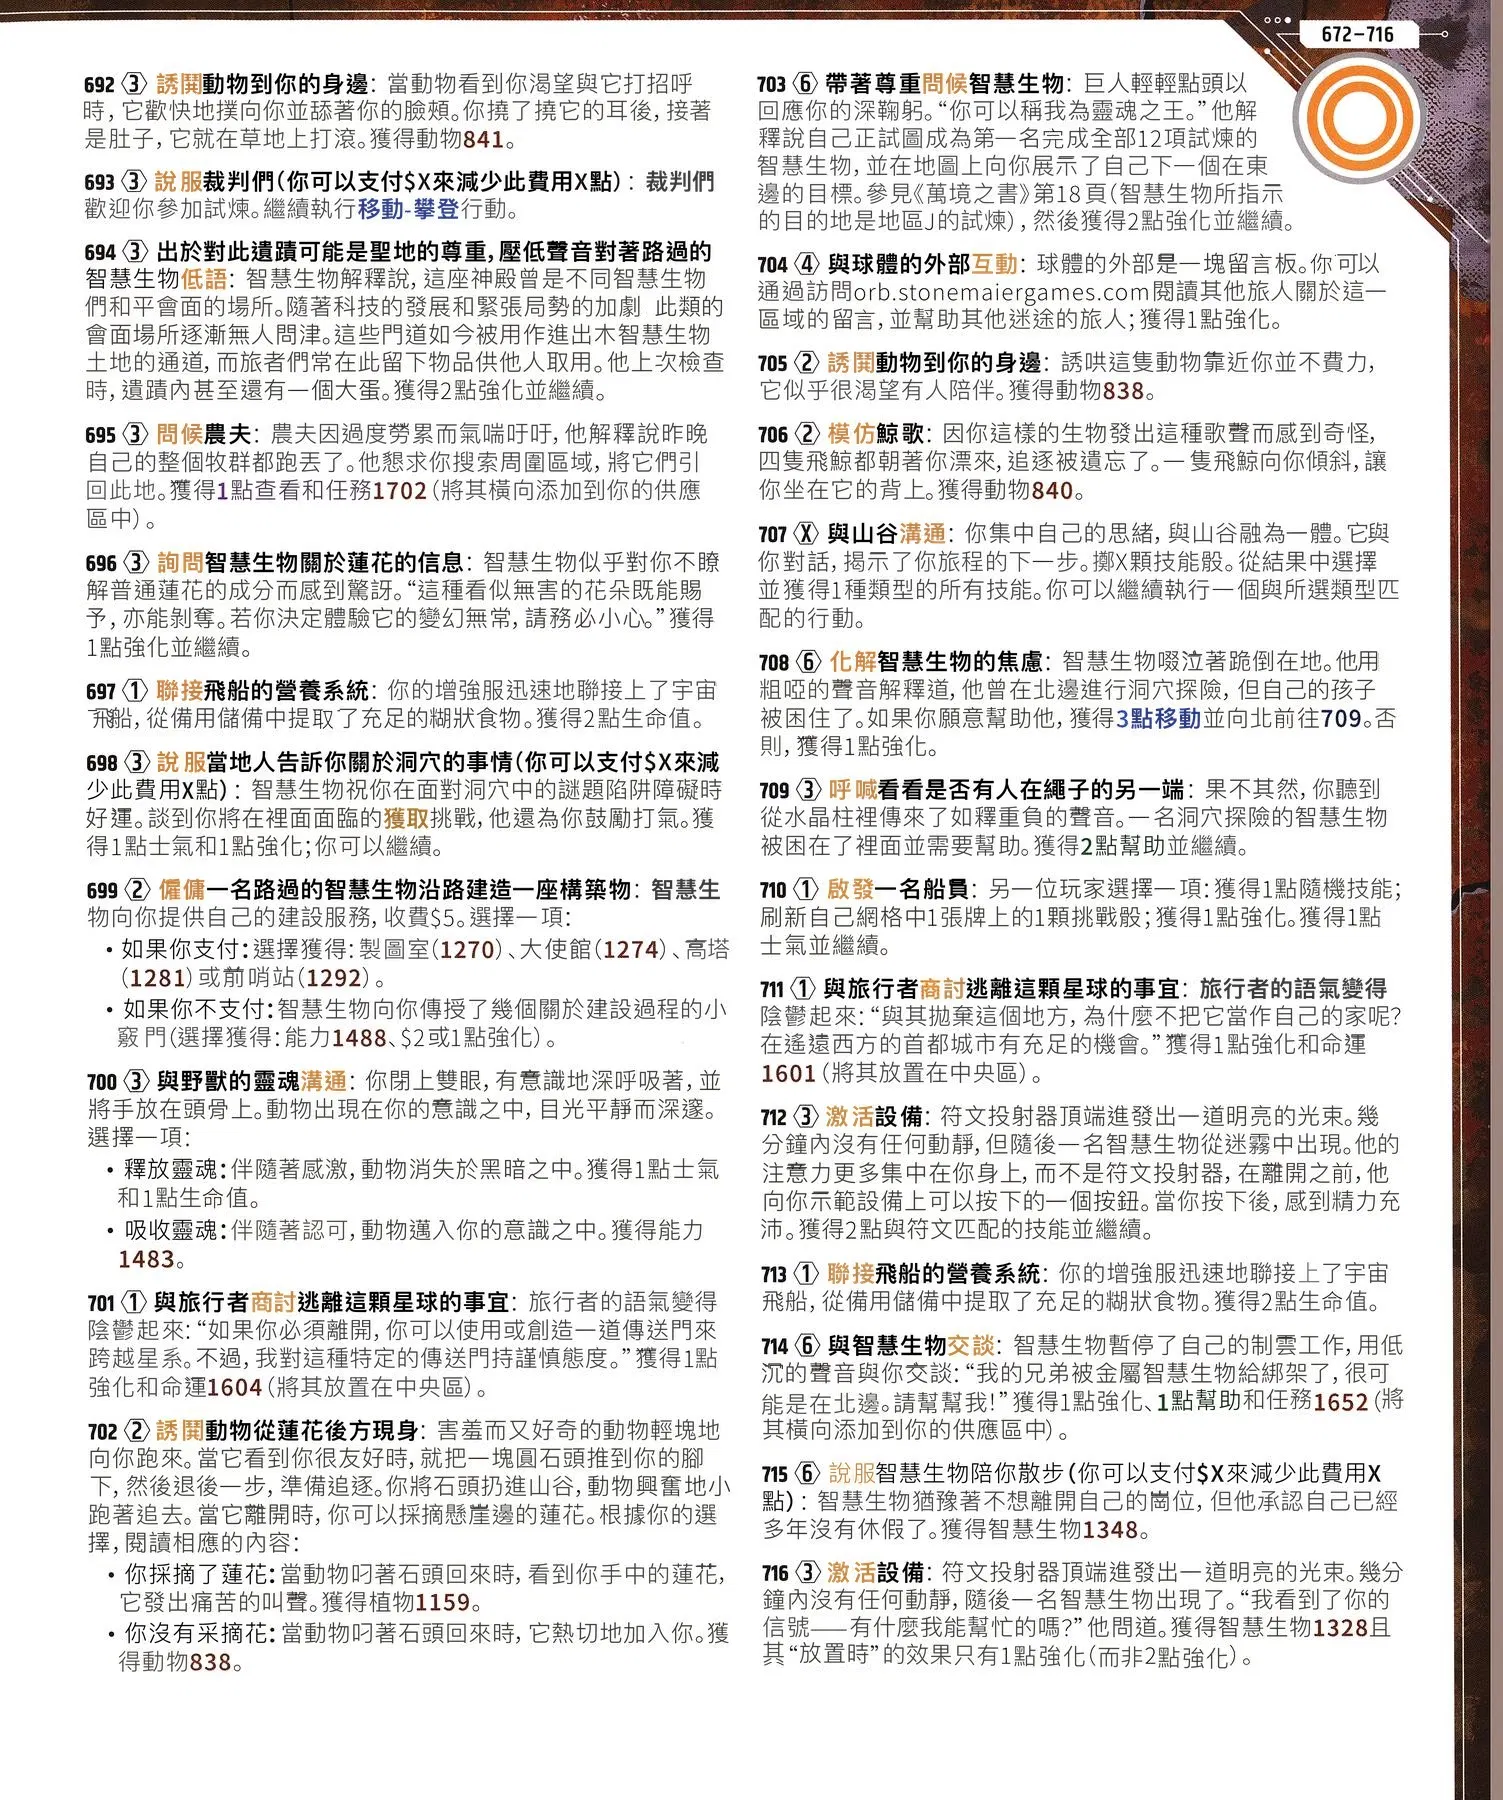 672–716
692 ③ 誘鬨動物到你的身邊：當動物看到你渴望與它打招呼
時，它歡快地撲向你並舔著你的臉頰。你撓了撓它的耳後，接著
是肚子，它就在草地上打滾。獲得動物841。
693 ③ 說服裁判們（你可以支付$X來減少此費用X點）：裁判們
歡迎你參加試煉。繼續執行移動-攀登行動。
694 ③ 出於對此遺蹟可能是聖地的尊重，壓低聲音對著路過的
智慧生物低語：智慧生物解釋說，這座神殿曾是不同智慧生物
們和平會面的場所。隨著科技的發展和緊張局勢的加劇 此類的
會面場所逐漸無人問津。這些門道如今被用作進出木智慧生物
土地的通道，而旅者們常在此留下物品供他人取用。他上次檢查
時，遺蹟內甚至還有一個大蛋。獲得2點強化並繼續。
695 ③ 問候農夫：農夫因過度勞累而氣喘吁吁，他解釋說昨晚
自己的整個牧群都跑丟了。他懇求你搜索周圍區域，將它們引
回此地。獲得1點查看和任務1702（將其橫向添加到你的供應
區中）。
696 ③ 詢問智慧生物關於蓮花的信息：智慧生物似乎對你不瞭
解普通蓮花的成分而感到驚訝。“這種看似無害的花朵既能賜
予，亦能剝奪。若你決定體驗它的變幻無常，請務必小心。”獲得
1點強化並繼續。
697 ① 聯接飛船的營養系統：你的增強服迅速地聯接上了宇宙
飛船，從備用儲備中提取了充足的糊狀食物。獲得2點生命值。
698 ③ 說服當地人告訴你關於洞穴的事情（你可以支付$X來減
少此費用X點）：智慧生物祝你在面對洞穴中的謎題陷阱障礙時
好運。談到你將在裡面面臨的獲取挑戰，他還為你鼓勵打氣。獲
得1點士氣和1點強化；你可以繼續。
699 ② 僱傭一名路過的智慧生物沿路建造一座構築物：智慧生
物向你提供自己的建設服務，收費$5。選擇一項：
• 如果你支付：選擇獲得：製圖室（1270）、大使館（1274）、高塔
（1281）或前哨站（1292）。
• 如果你不支付：智慧生物向你傳授了幾個關於建設過程的小
竅 門（選擇獲得：能力1488、$2或1點強化）。
700 ③ 與野獸的靈魂溝通：你閉上雙眼，有意識地深呼吸著，並
將手放在頭骨上。動物出現在你的意識之中，目光平靜而深邃。
選擇一項：
• 釋放靈魂：伴隨著感激，動物消失於黑暗之中。獲得1點士氣
和1點生命值。
• 吸收靈魂：伴隨著認可，動物邁入你的意識之中。獲得能力
1483。
701 ① 與旅行者商討逃離這顆星球的事宜：旅行者的語氣變得
陰鬱起來：“如果你必須離開，你可以使用或創造一道傳送門來
跨越星系。不過，我對這種特定的傳送門持謹慎態度。”獲得1點
強化和命運1604（將其放置在中央區）。
702 ② 誘鬨動物從蓮花後方現身：害羞而又好奇的動物輕塊地
向你跑來。當它看到你很友好時，就把一塊圓石頭推到你的腳
下，然後退後一步，準備追逐。你將石頭扔進山谷，動物興奮地小
跑著追去。當它離開時，你可以採摘懸崖邊的蓮花。根據你的選
擇，閱讀相應的內容：
• 你採摘了蓮花：當動物叼著石頭回來時，看到你手中的蓮花，
它發出痛苦的叫聲。獲得植物1159。
• 你沒有采摘花：當動物叼著石頭回來時，它熱切地加入你。獲
得動物838。
703 ⑥ 帶著尊重問候智慧生物：巨人輕輕點頭以
回應你的深鞠躬。“你可以稱我為靈魂之王。”他解
釋說自己正試圖成為第一名完成全部12項試煉的
智慧生物，並在地圖上向你展示了自己下一個在東
邊的目標。參見《萬境之書》第18頁（智慧生物所指示
的目的地是地區J的試煉），然後獲得2點強化並繼續。
704 ④ 與球體的外部互動：球體的外部是一塊留言板。你可以
通過訪問orb.stonemaiergames.com閱讀其他旅人關於這一
區域的留言，並幫助其他迷途的旅人；獲得1點強化。
705 ② 誘鬨動物到你的身邊：誘哄這隻動物靠近你並不費力，
它似乎很渴望有人陪伴。獲得動物838。
706 ② 模仿鯨歌：因你這樣的生物發出這種歌聲而感到奇怪，
四隻飛鯨都朝著你漂來，追逐被遺忘了。一隻飛鯨向你傾斜，讓
你坐在它的背上。獲得動物840。
707 Ⓧ 與山谷溝通：你集中自己的思緒，與山谷融為一體。它與
你對話，揭示了你旅程的下一步。擲X顆技能骰。從結果中選擇
並獲得1種類型的所有技能。你可以繼續執行一個與所選類型匹
配的行動。
708 ⑥ 化解智慧生物的焦慮：智慧生物啜泣著跪倒在地。他用
粗啞的聲音解釋道，他曾在北邊進行洞穴探險，但自己的孩子
被困住了。如果你願意幫助他，獲得3點移動並向北前往709。否
則，獲得1點強化。
709 ③ 呼喊看看是否有人在繩子的另一端：果不其然，你聽到
從水晶柱裡傳來了如釋重負的聲音。一名洞穴探險的智慧生物
被困在了裡面並需要幫助。獲得2點幫助並繼續。
710 ① 啟發一名船員：另一位玩家選擇一項：獲得1點隨機技能；
刷新自己網格中1張牌上的1顆挑戰骰；獲得1點強化。獲得1點
士氣並繼續。
711 ① 與旅行者商討逃離這顆星球的事宜：旅行者的語氣變得
陰鬱起來：“與其拋棄這個地方，為什麼不把它當作自己的家呢？
在遙遠西方的首都城市有充足的機會。”獲得1點強化和命運
1601（將其放置在中央區）。
712 ③ 激活設備：符文投射器頂端進發出一道明亮的光束。幾
分鐘內沒有任何動靜，但隨後一名智慧生物從迷霧中出現。他的
注意力更多集中在你身上，而不是符文投射器，在離開之前，他
向你示範設備上可以按下的一個按鈕。當你按下後，感到精力充
沛。獲得2點與符文匹配的技能並繼續。
713 ① 聯接飛船的營養系統：你的增強服迅速地聯接上了宇宙
飛船，從備用儲備中提取了充足的糊狀食物。獲得2點生命值。
714 ⑥ 與智慧生物交談：智慧生物暫停了自己的制雲工作，用低
沉的聲音與你交談：“我的兄弟被金屬智慧生物給綁架了，很可
能是在北邊。請幫幫我！”獲得1點強化、1點幫助和任務1652（將
其橫向添加到你的供應區中）。
715 ⑥ 說服智慧生物陪你散步（你可以支付$X來減少此費用X
點）：智慧生物猶豫著不想離開自己的崗位，但他承認自己已經
多年沒有休假了。獲得智慧生物1348。
716 ③ 激活設備：符文投射器頂端進發出一道明亮的光束。幾分
鐘內沒有任何動靜，隨後一名智慧生物出現了。“我看到了你的
信號——有什麼我能幫忙的嗎？”他問道。獲得智慧生物1328且
其“放置時”的效果只有1點強化（而非2點強化）。